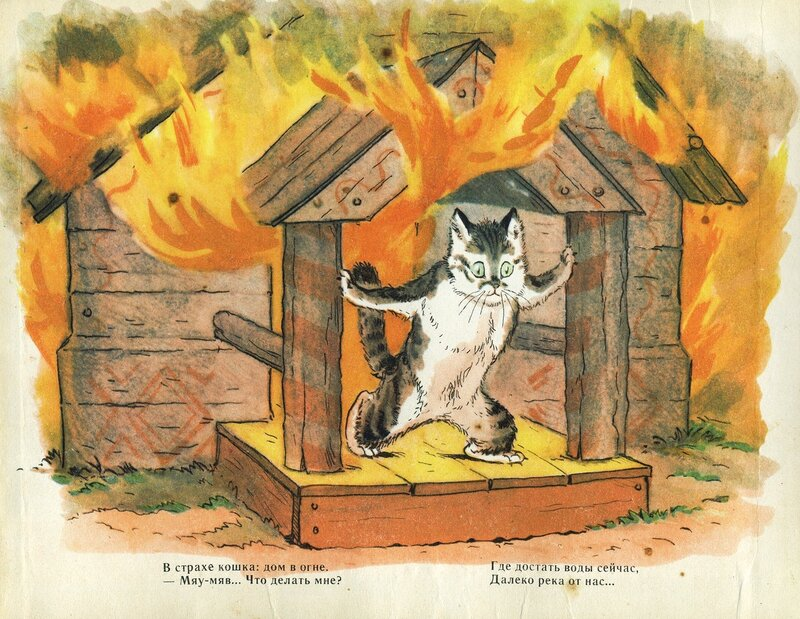 В страхе кошка: дом в огне.
— Мяу-мяв... Что делать мне?
Где достать воды сейчас,
Далеко река от нас...